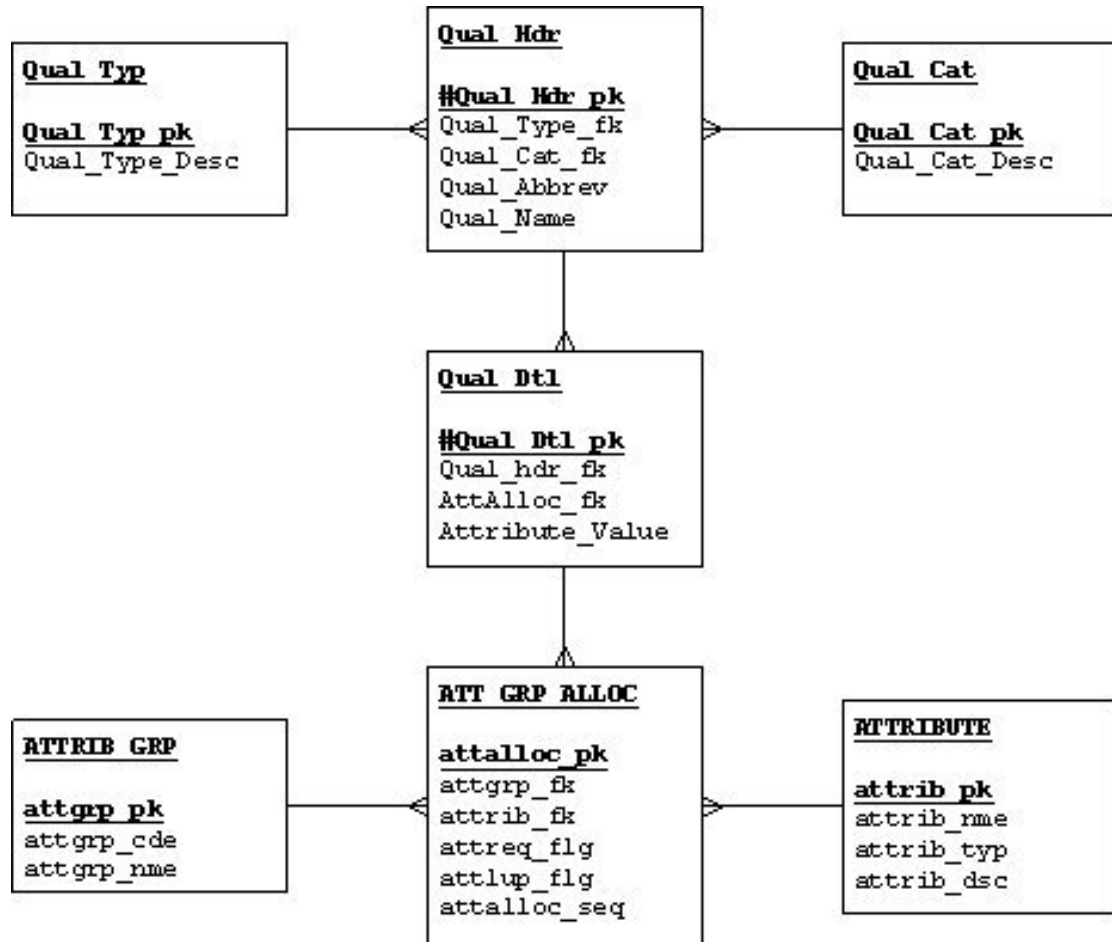 Qual Typ
Qual Typ pk
Qual_Type_Desc
Qual Hdr
#Qual Hdr pk
Qual_Type_fk
Qual_Cat_fk
Qual_Abbrev
Qual_Name
Qual Cat
Qual Cat pk
Qual_Cat_Desc
Qual Dtl
#Qual Dtl pk
Qual_hdr_fk
AttAlloc_fk
Attribute_Value
ATTRIB GRP
attgrp pk
attgrp_cde
attgrp_nme
ATT GRP ALLOC
attalloc pk
attgrp_fk
attrib_fk
attreq_flg
attlup_flg
attalloc_seq
ATTRIBUTE
attrib pk
attrib_nme
attrib_typ
attrib_dsc